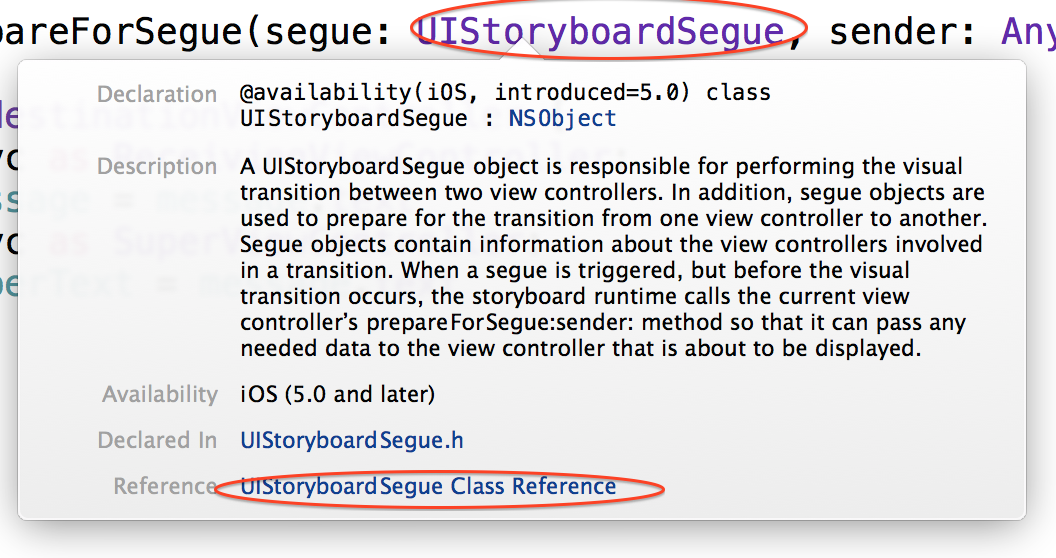 pareForSegue(segue: UIStoryboardSegue, sender: Any
Declaration @availability(iOS, introduced=5.0) class
UIStoryboardSegue : NSObject
Description A UIStoryboardSegue object is responsible for performing the visual
transition between two view controllers. In addition, segue objects are
used to prepare for the transition from one view controller to another.
Segue objects contain information about the view controllers involved
in a transition. When a segue is triggered, but before the visual
transition occurs, the storyboard runtime calls the current view
controller’s prepareForSegue:sender: method so that it can pass any
needed data to the view controller that is about to be displayed.
Availability iOS (5.0 and later)
Declared In UIStoryboardSegue.h
Reference UIStoryboardSegue Class Reference